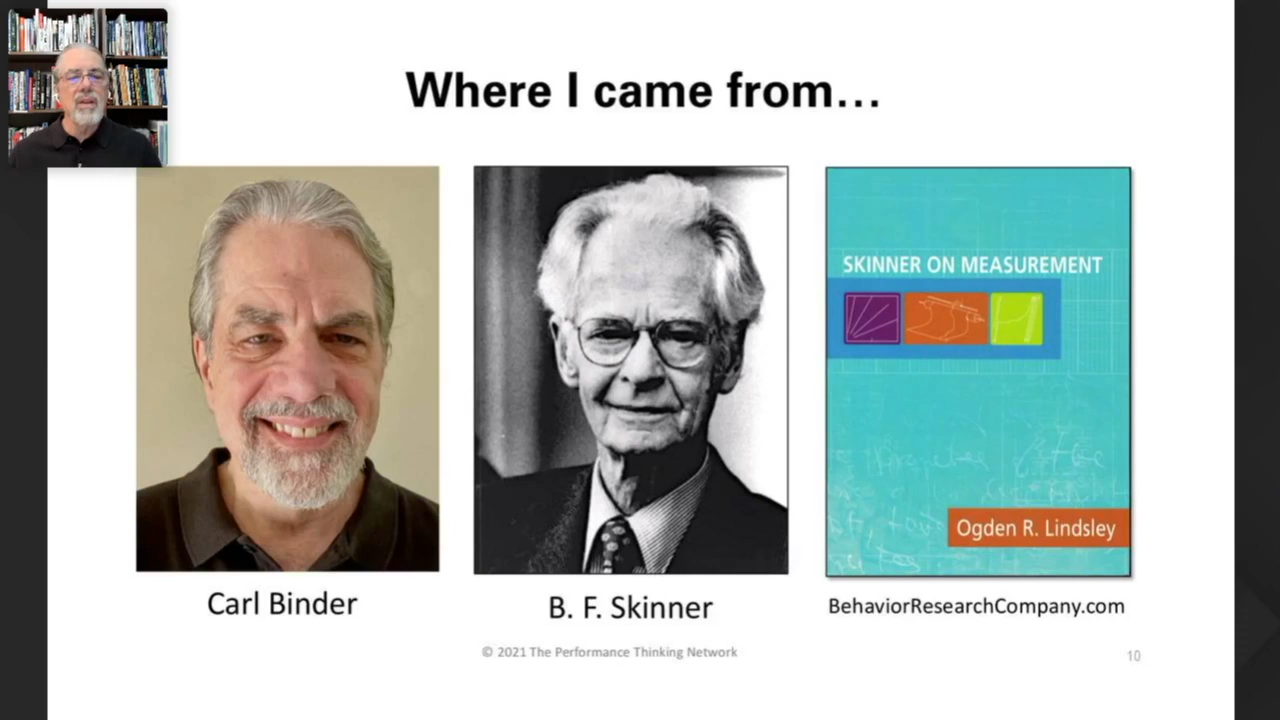 Where I came from...
SKINNER ON MEASUREMENT
Ogden R. Lindsley
Carl Binder
B. F. Skinner
BehaviorResearchCompany.com
© 2021 The Performance Thinking Network
10